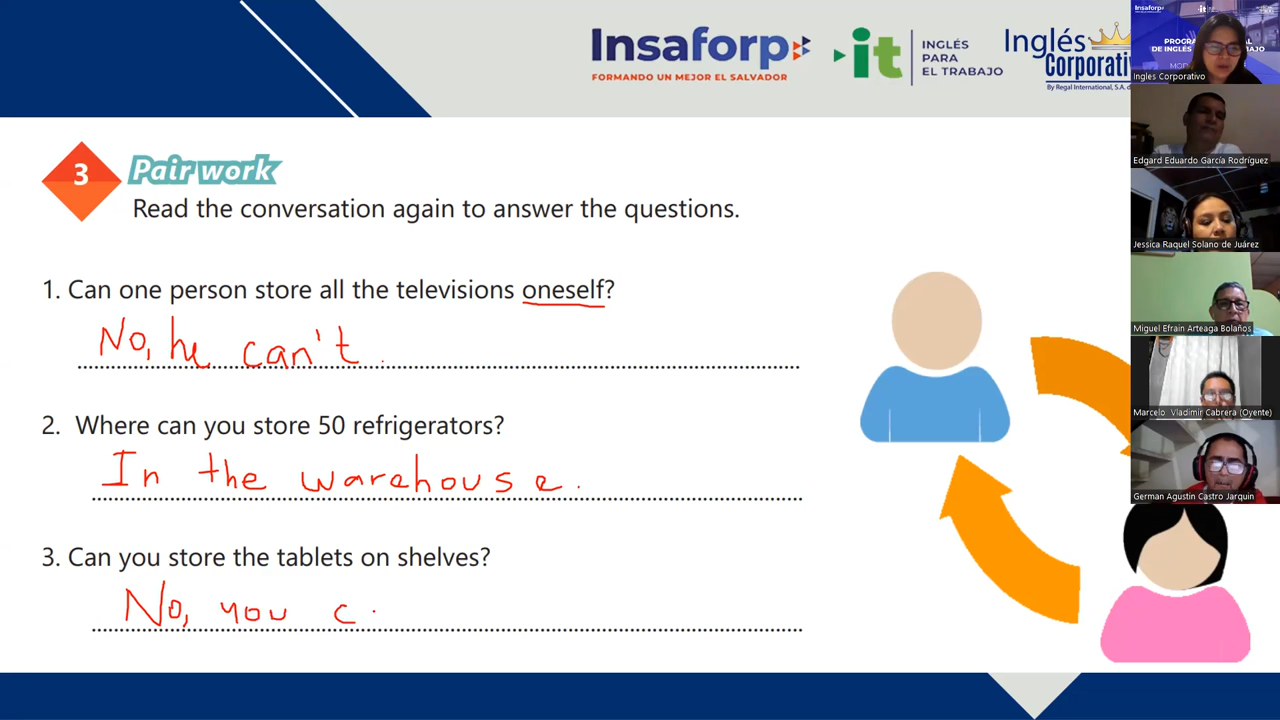 Insaforp
FORMANDO UN MEJOR EL SALVADOR
it
INGLÉS
PARA
EL TRABAJO
Inglés
Corporativ
By Regal International, S.A. d
3
Pair work
Read the conversation again to answer the questions.
1. Can one person store all the televisions oneself?
No, he can't.
2. Where can you store 50 refrigerators?
In the warehouse.
3. Can you store the tablets on shelves?
No, you c
Insaforp
it
Ingles Corporativo
Edgard Eduardo García Rodríguez
Jessica Raquel Solano de Juárez
Miguel Efrain Arteaga Bolaños
Marcelo Vladimir Cabrera (Oyente)
German Agustin Castro Jarquin